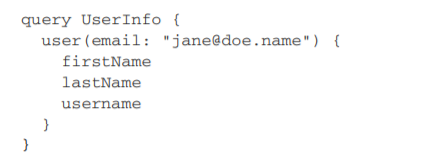 query UserInfo {
  user(email: "jane@doe.name") {
    firstName
    lastName
    username
  }
}